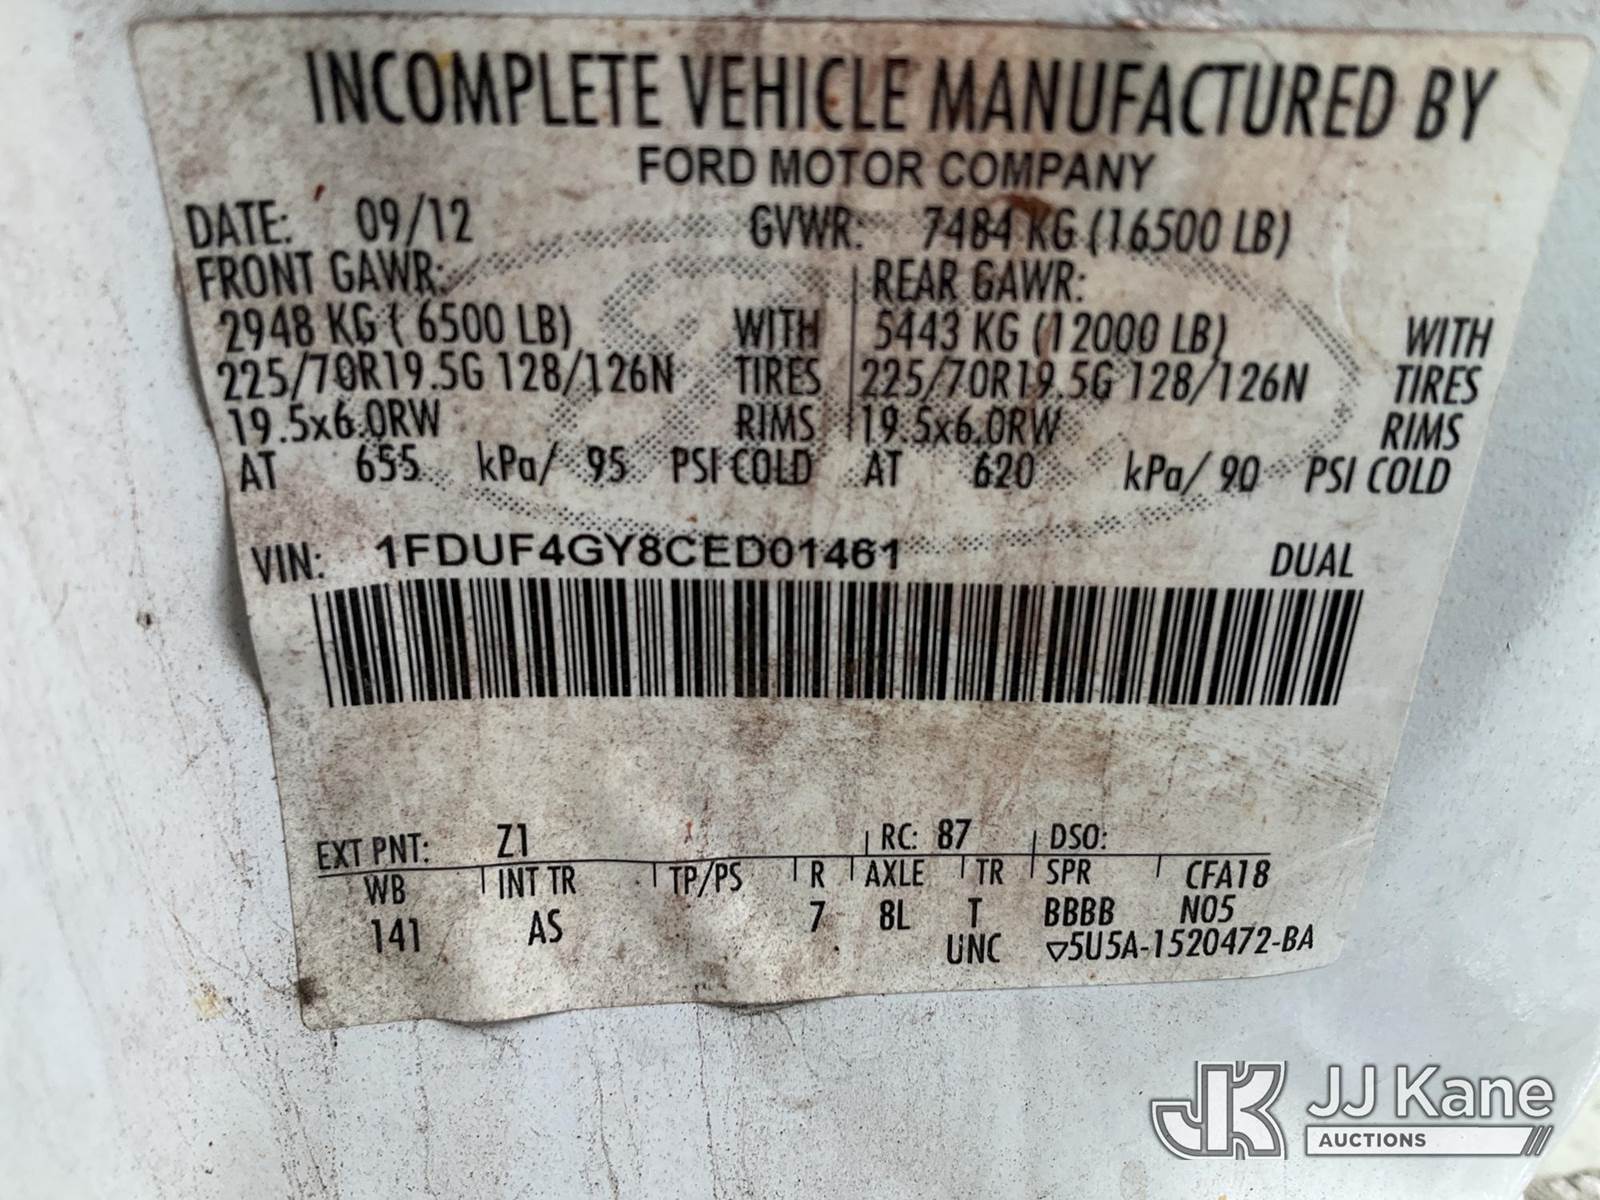 INCOMPLETE VEHICLE MANUFACTURED BY
FORD MOTOR COMPANY
DATE: 09/12 GVWR: 7484 KG (16500 LB)
FRONT GAWR: REAR GAWR:
2948 KG ( 6500 LB) WITH 5443 KG (12000 LB) WITH
225/70R19.5G 128/126N TIRES 225/70R19.5G 128/126N TIRES
19.5x6.0RW RIMS 19.5x6.0RW RIMS
AT 655 kPa/ 95 PSI COLD AT 620 kPa/ 90 PSI COLD
VIN: 1FDUF4GY8CED01461 DUAL
EXT PNT: Z1 RC: 87 DSO:
WB INT TR TP/PS R AXLE TR SPR CFA18
141 AS 7 8L T BBBB N05
UNC ▽5U5A-1520472-BA
JK JJ Kane
AUCTIONS